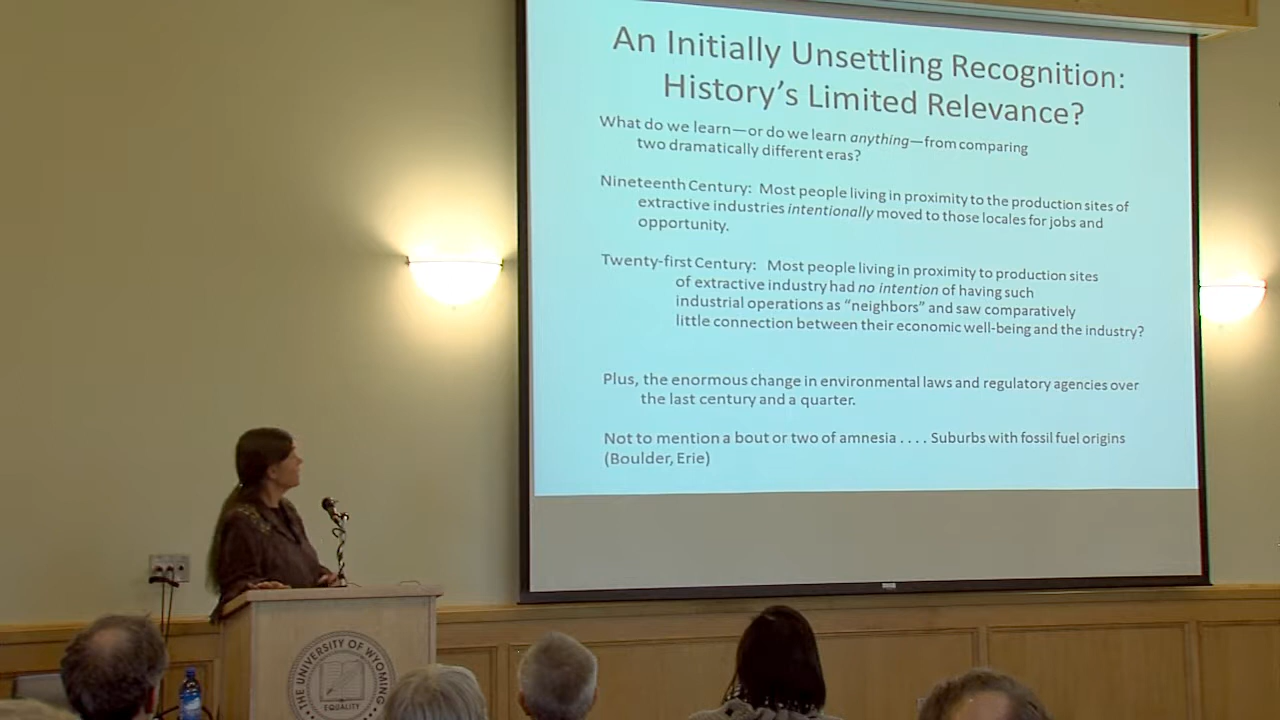 An Initially Unsettling Recognition:
History's Limited Relevance?
What do we learn—or do we learn anything—from comparing
two dramatically different eras?
Nineteenth Century: Most people living in proximity to the production sites of
extractive industries intentionally moved to those locales for jobs and
opportunity.
Twenty-first Century: Most people living in proximity to production sites
of extractive industry had no intention of having such
industrial operations as “neighbors” and saw comparatively
little connection between their economic well-being and the industry?
Plus, the enormous change in environmental laws and regulatory agencies over
the last century and a quarter.
Not to mention a bout or two of amnesia . . . . Suburbs with fossil fuel origins
(Boulder, Erie)
THE UNIVERSITY OF WYOMING
EQUALITY